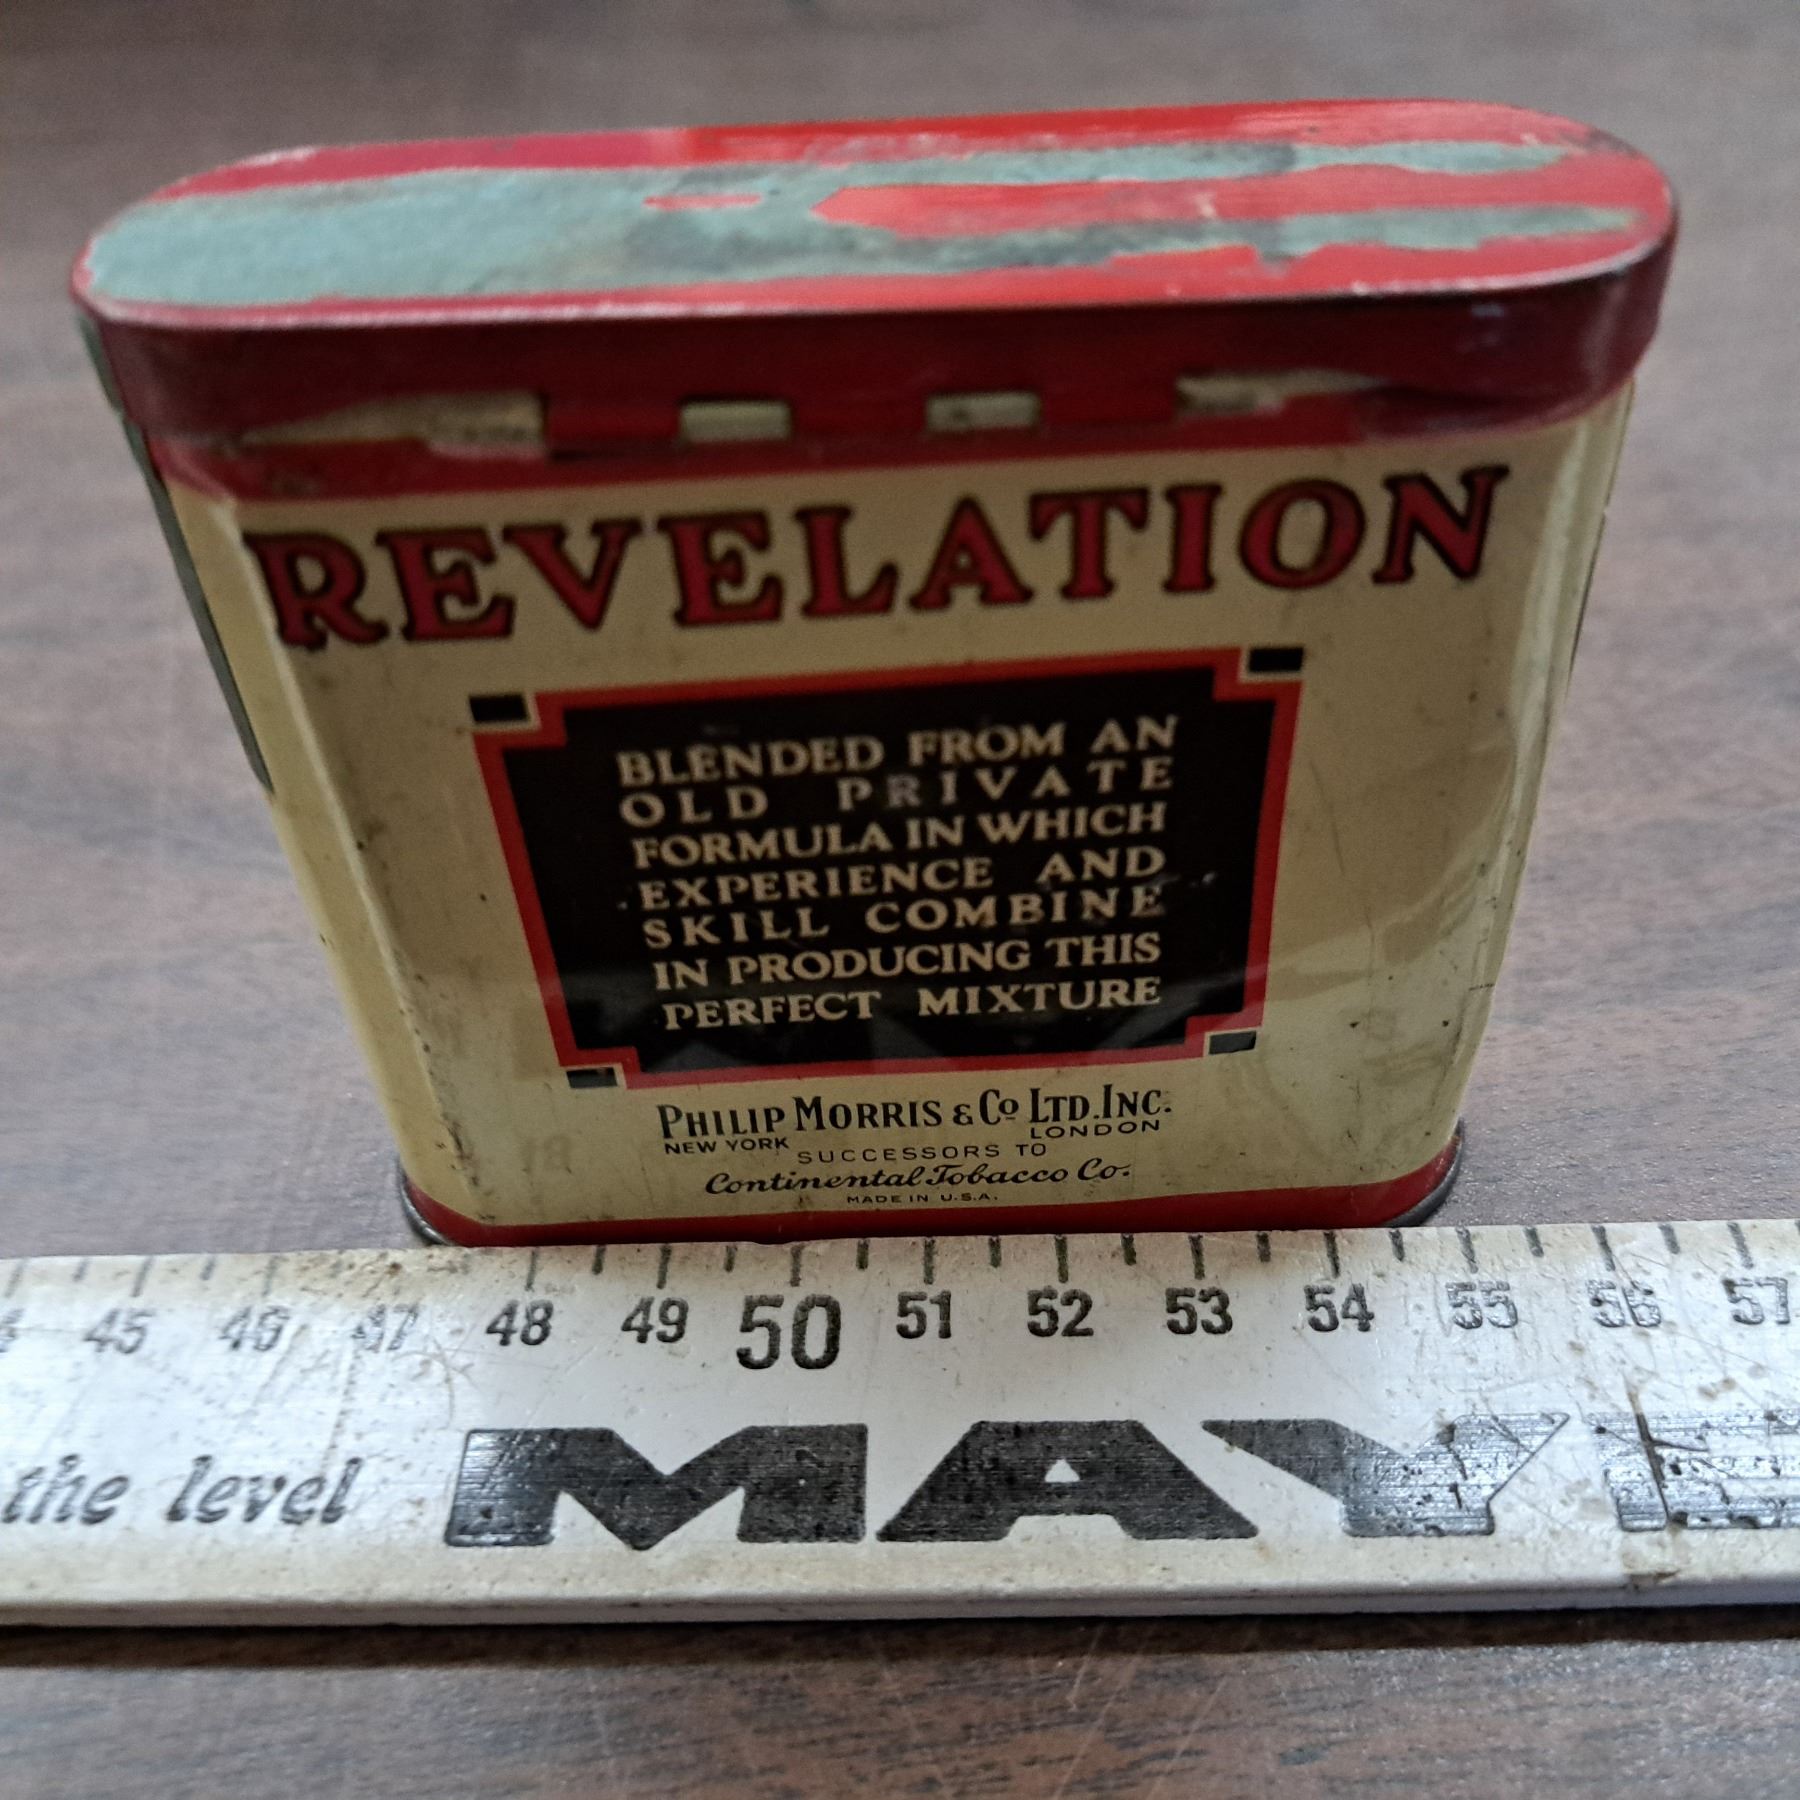 REVELATION
BLENDED FROM AN
OLD PRIVATE
FORMULA IN WHICH
EXPERIENCE AND
SKILL COMBINE
IN PRODUCING THIS
PERFECT MIXTURE
PHILIP MORRIS & Co LTD. INC.
NEW YORK LONDON
SUCCESSORS TO
Continental Tobacco Co.
MADE IN U.S.A.
45 46 47 48 49 50 51 52 53 54 55 56 57
the level MAY